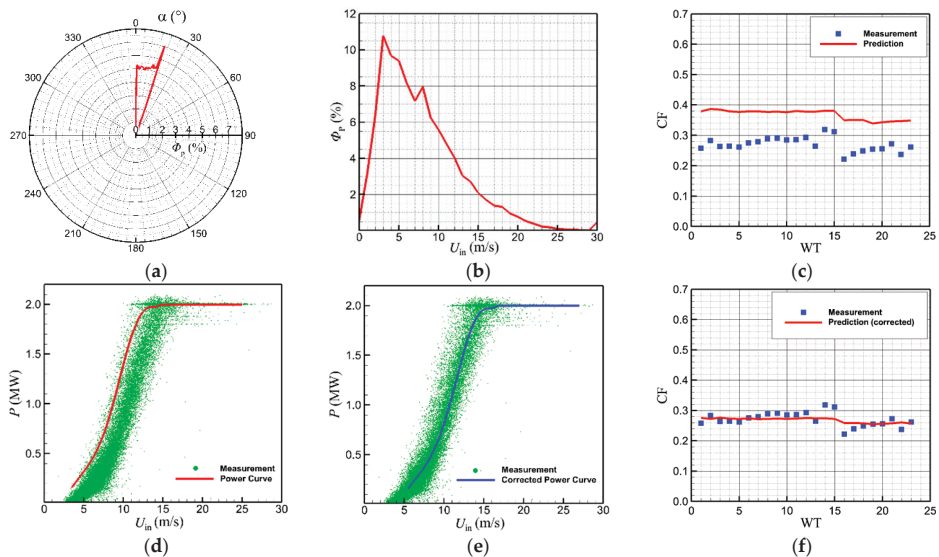 α (°)
0
330
30
300
60
270
0 1 2 3 4 5 6 7
90
Φp (%)
240
120
210
150
180
(a)
12
10
8
6
4
2
Φp (%)
0 5 10 15 20 25 30
Uin (m/s)
(b)
0.7
0.6
0.5
0.4
0.3
0.2
0.1
0.0
CF
Measurement
Prediction
0 5 10 15 20 25
WT
(c)
2.0
1.5
1.0
0.5
P (MW)
Measurement
Power Curve
0 5 10 15 20 25 30
Uin (m/s)
(d)
2.0
1.5
1.0
0.5
P (MW)
Measurement
Corrected Power Curve
0 5 10 15 20 25 30
Uin (m/s)
(e)
0.7
0.6
0.5
0.4
0.3
0.2
0.1
0.0
CF
Measurement
Prediction (corrected)
0 5 10 15 20 25
WT
(f)